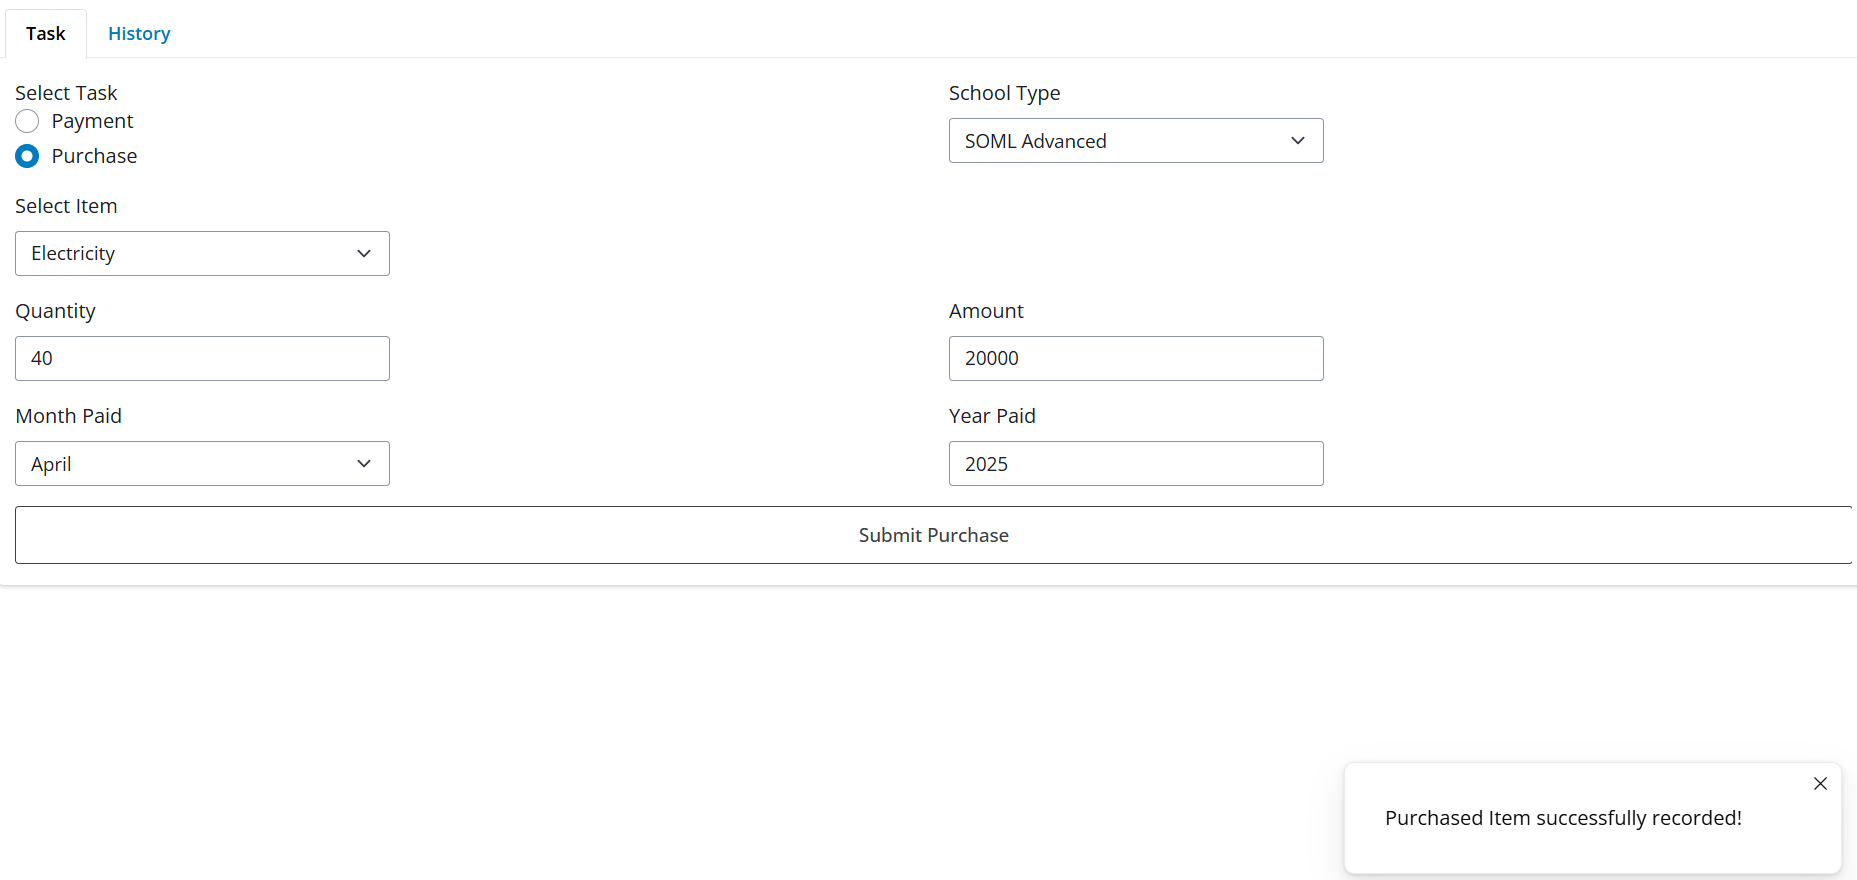 Task
History
Select Task
Payment
Purchase
School Type
SOML Advanced
Select Item
Electricity
Quantity
40
Amount
20000
Month Paid
April
Year Paid
2025
Submit Purchase
Purchased Item successfully recorded!